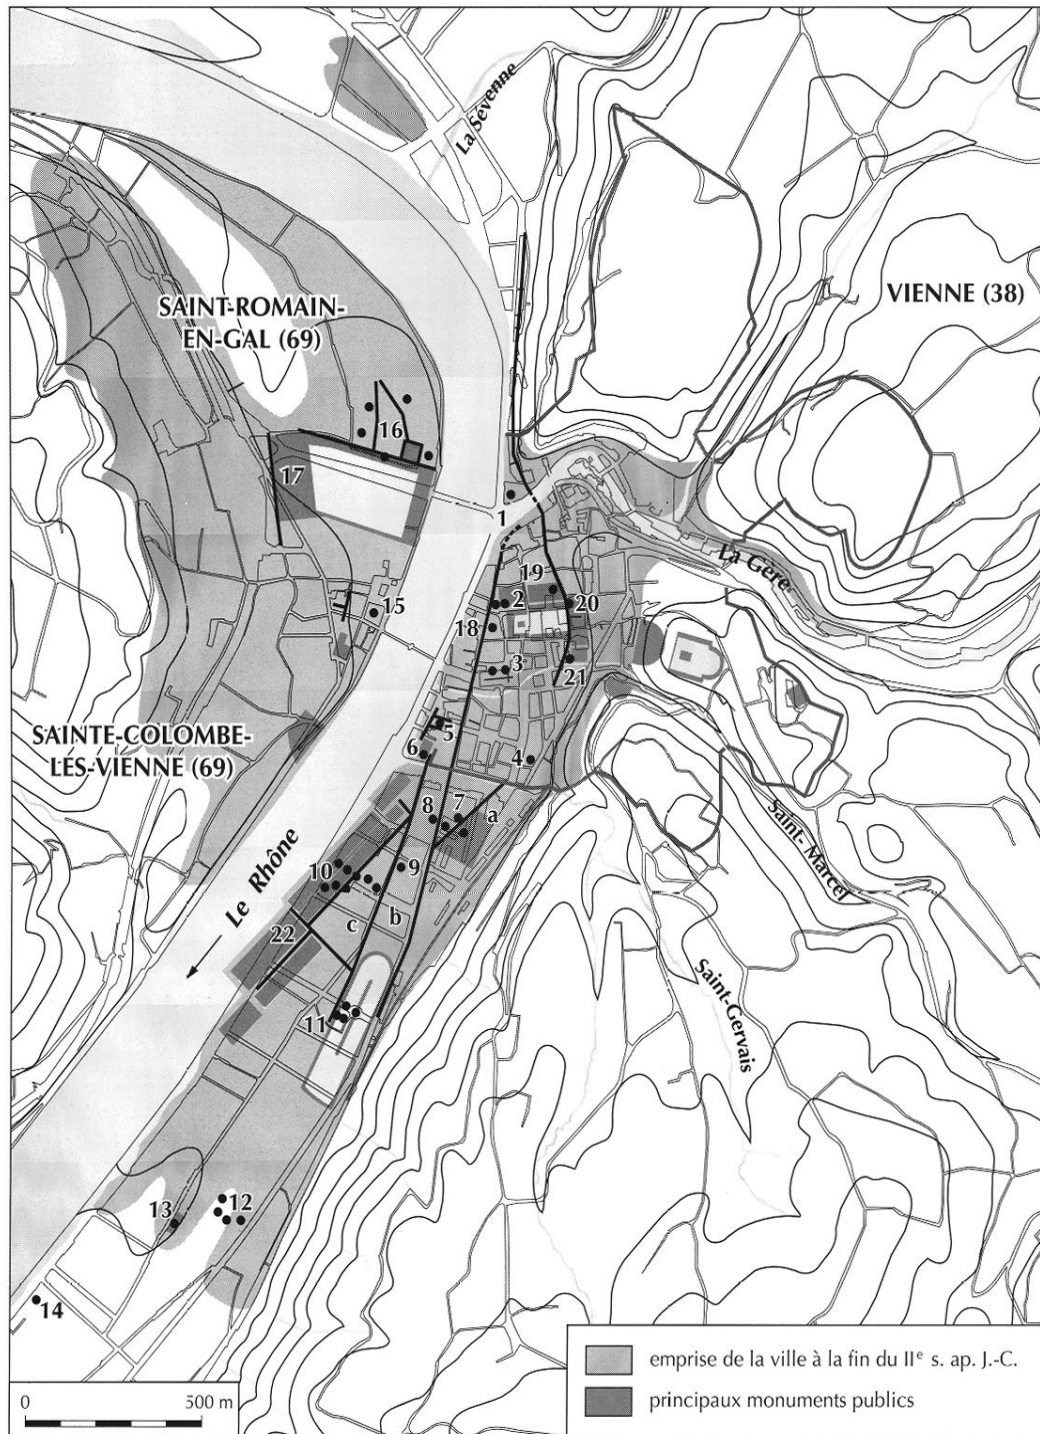 La Sévenne
SAINT-ROMAIN-
EN-GAL (69)
VIENNE (38)
16
17
1
La Gère
19
2
20
15
18
3
21
5
SAINTE-COLOMBE-
LÈS-VIENNE (69)
6
4
8
7
a
Saint-Marcel
9
10
Le Rhône
b
c
22
Saint-Gervais
11
12
13
14
0
500 m
emprise de la ville à la fin du IIe s. ap. J.-C.
principaux monuments publics